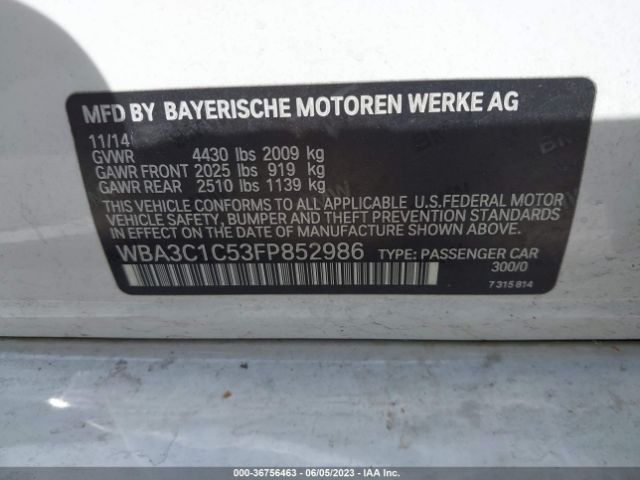 MFD BY BAYERISCHE MOTOREN WERKE AG
11/14
GVWR 4430 lbs 2009 kg
GAWR FRONT 2025 lbs 919 kg
GAWR REAR 2510 lbs 1139 kg
THIS VEHICLE CONFORMS TO ALL APPLICABLE U.S.FEDERAL MOTOR
VEHICLE SAFETY, BUMPER AND THEFT PREVENTION STANDARDS
IN EFFECT ON THE DATE OF MANUFACTURE SHOWN ABOVE.
WBA3C1C53FP852986 TYPE: PASSENGER CAR
300/0
7 315 814
000-36756463 - 06/05/2023 - IAA Inc.